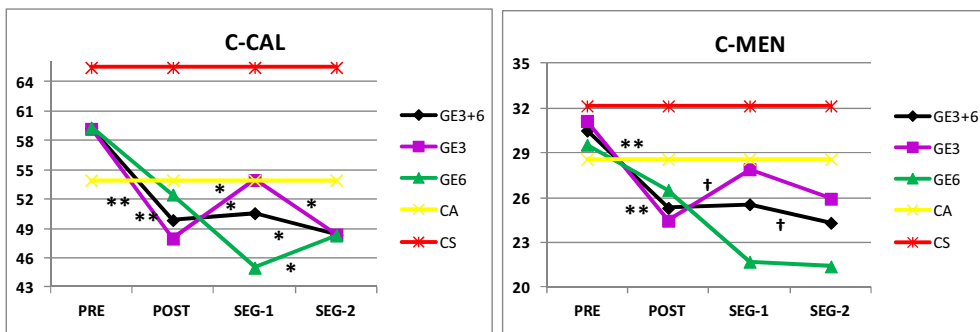 C-CAL
64
61
58
55
52
49
46
43
PRE POST SEG-1 SEG-2
** ** * * * * *
GE3+6
GE3
GE6
CA
CS
C-MEN
35
32
29
26
23
20
PRE POST SEG-1 SEG-2
** ** † †
GE3+6
GE3
GE6
CA
CS